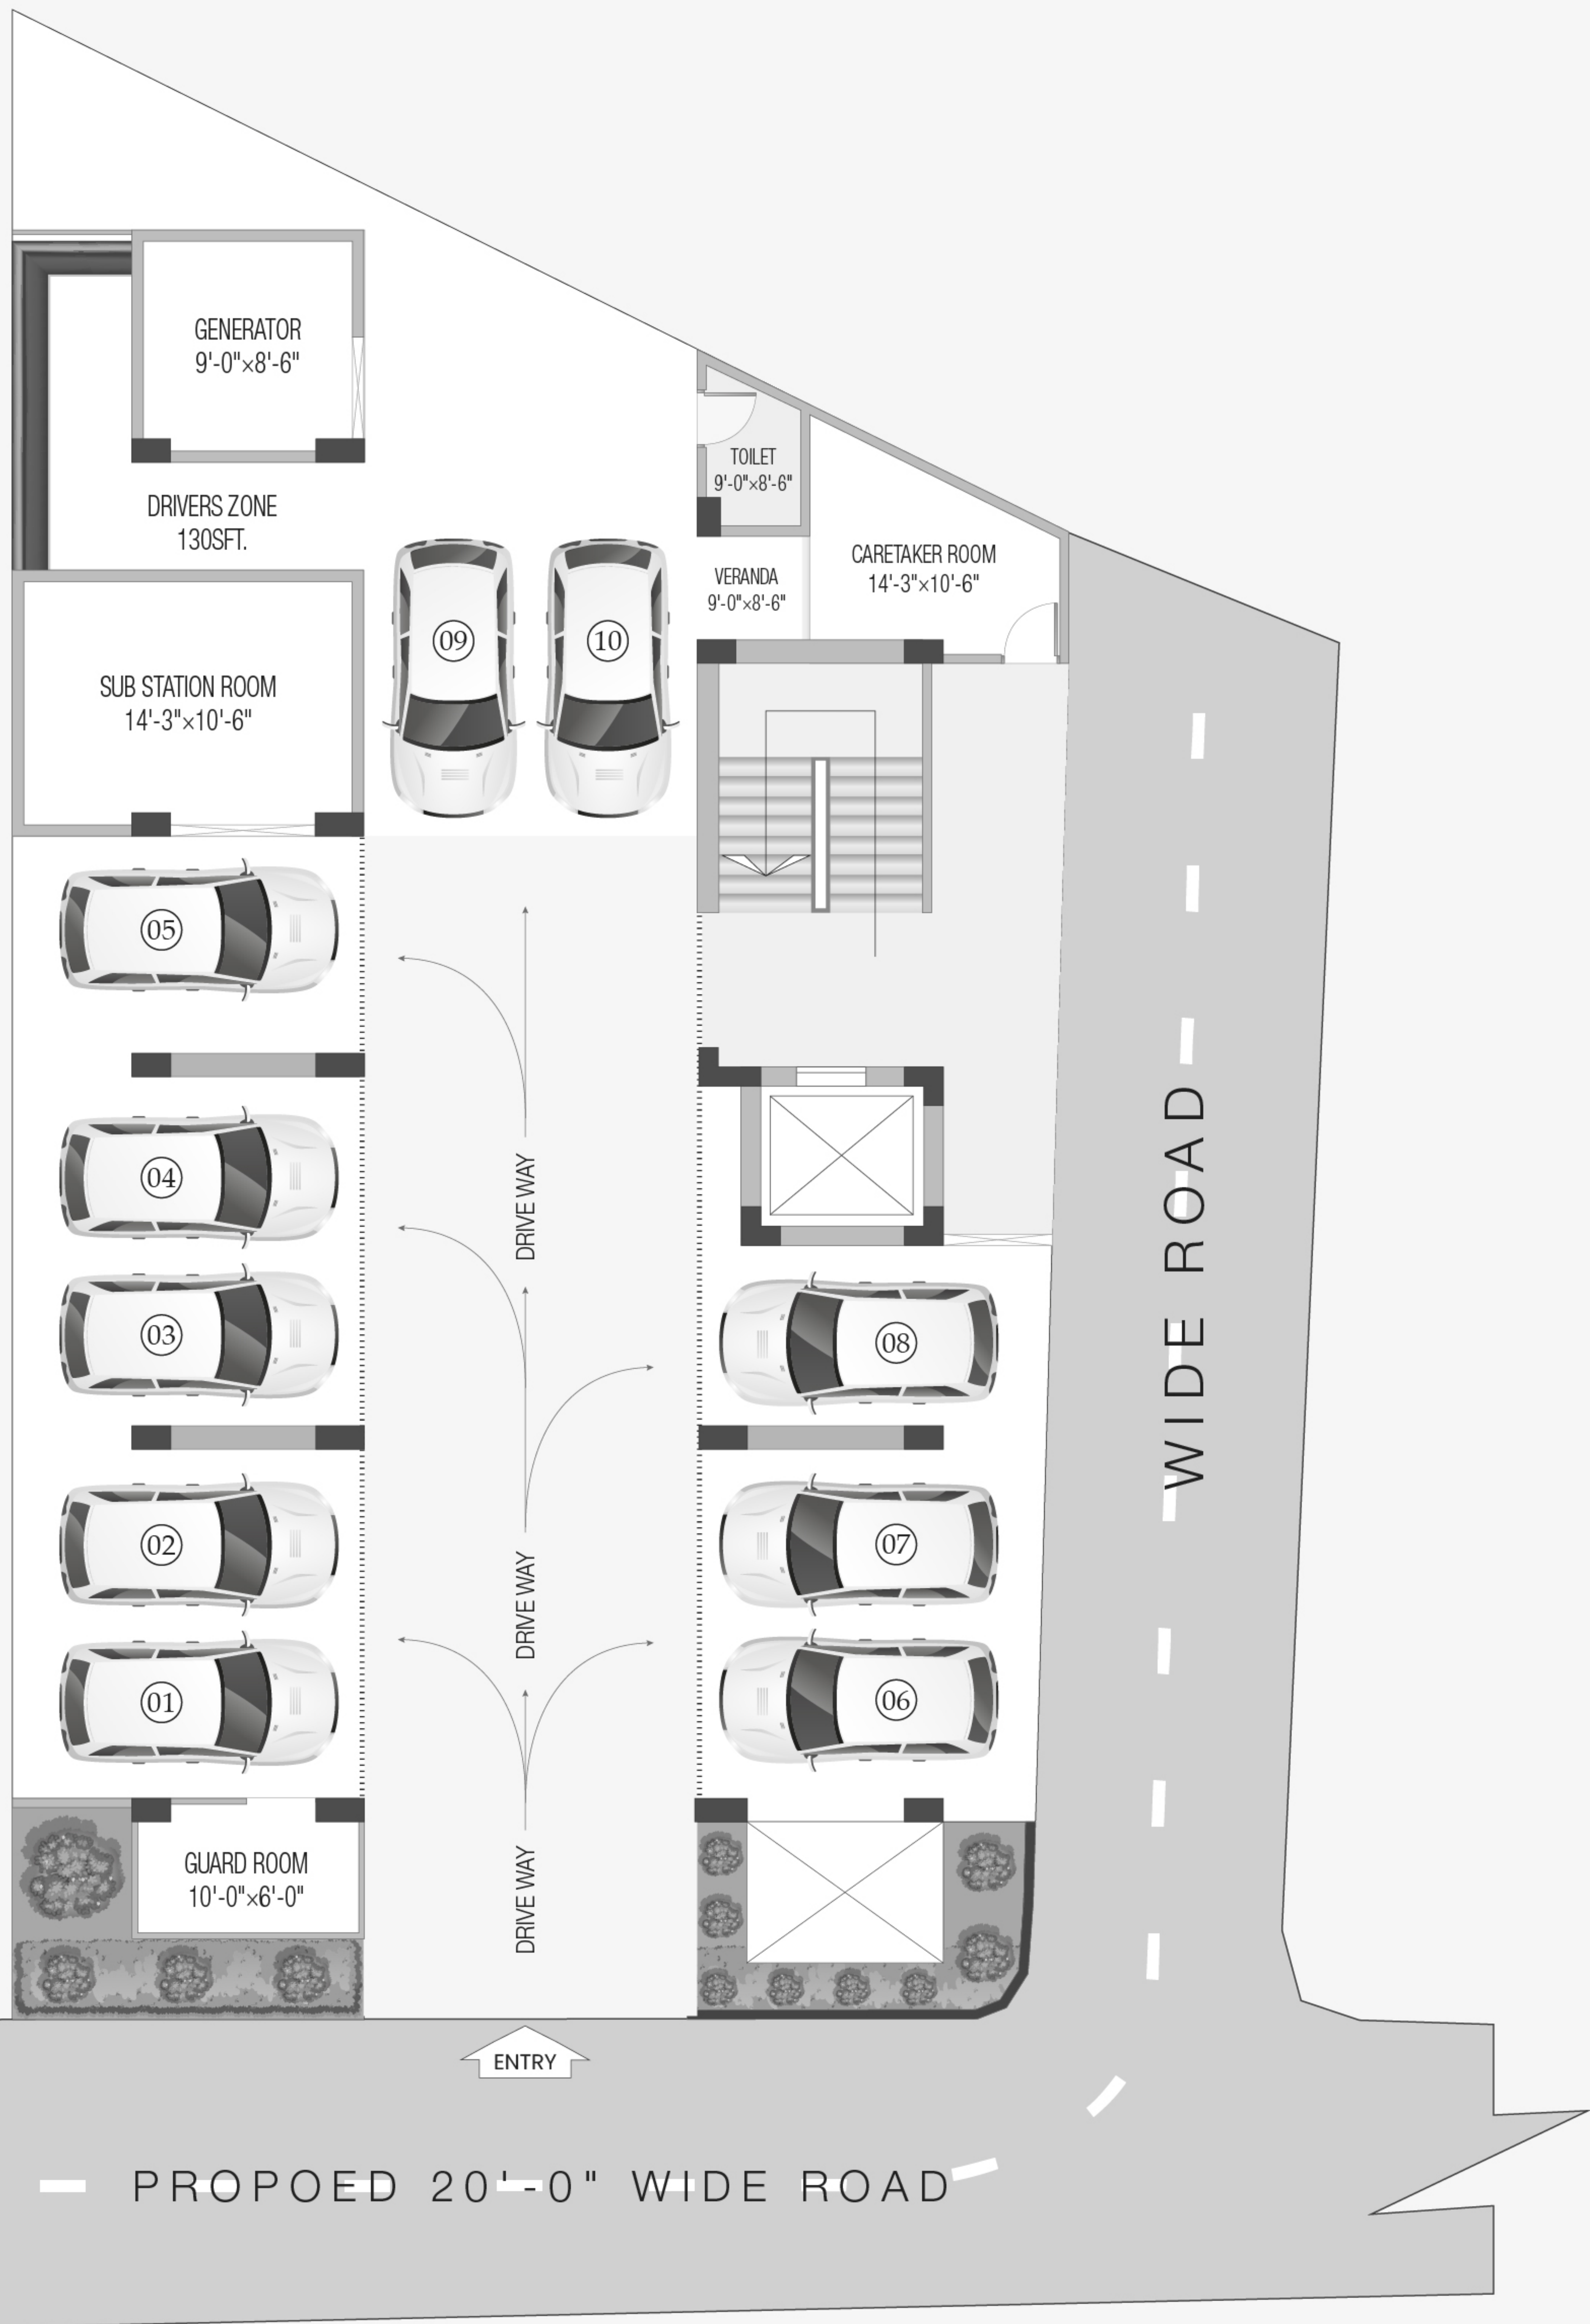 GENERATOR
9'-0"×8'-6"
DRIVERS ZONE
130SFT.
TOILET
9'-0"×8'-6"
VERANDA
9'-0"×8'-6"
CARETAKER ROOM
14'-3"×10'-6"
09
10
SUB STATION ROOM
14'-3"×10'-6"
05
04
DRIVE WAY
03
08
WIDE ROAD
02
07
DRIVE WAY
01
06
GUARD ROOM
10'-0"×6'-0"
DRIVE WAY
ENTRY
PROPOED 20'-0" WIDE ROAD